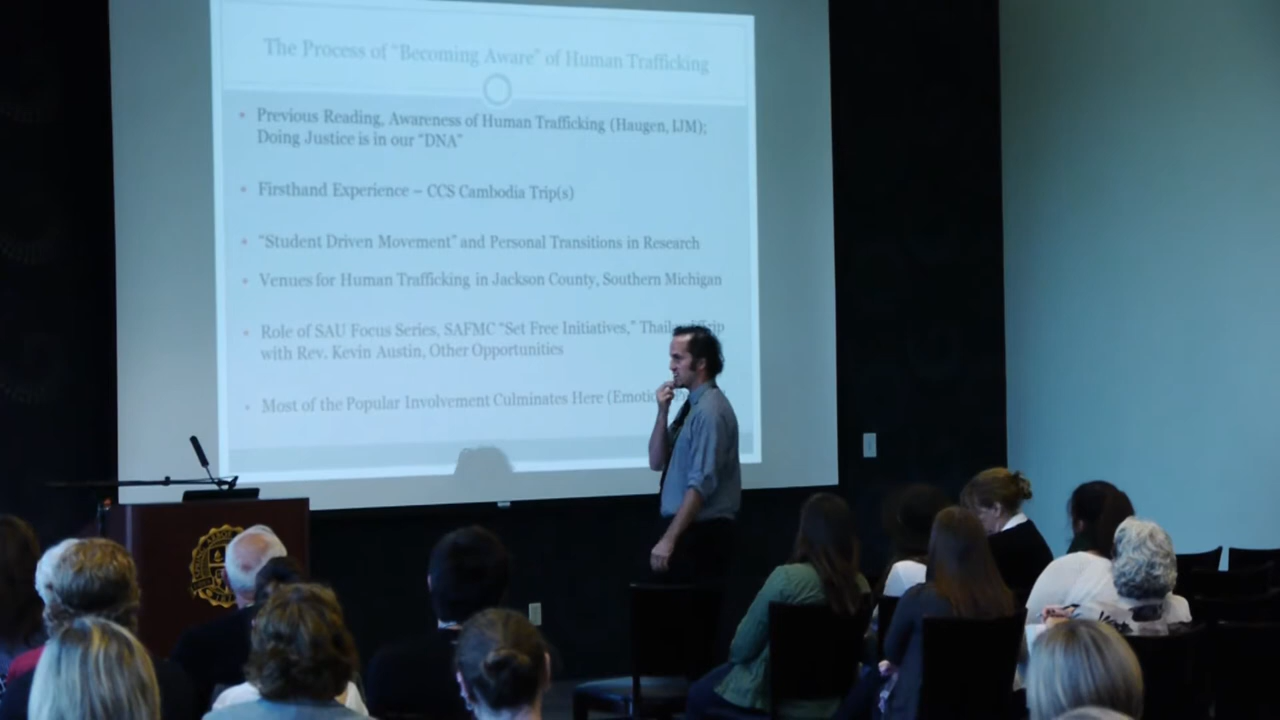 The Process of "Becoming Aware" of Human Trafficking
Previous Reading, Awareness of Human Trafficking (Haugen, IJM);
Doing Justice is in our "DNA"
Firsthand Experience – CCS Cambodia Trip(s)
"Student Driven Movement" and Personal Transitions in Research
Venues for Human Trafficking in Jackson County, Southern Michigan
Role of SAU Focus Series, SAFMC "Set Free Initiatives," Trip
with Rev. Kevin Austin, Other Opportunities
Most of the Popular Involvement Culminates Here